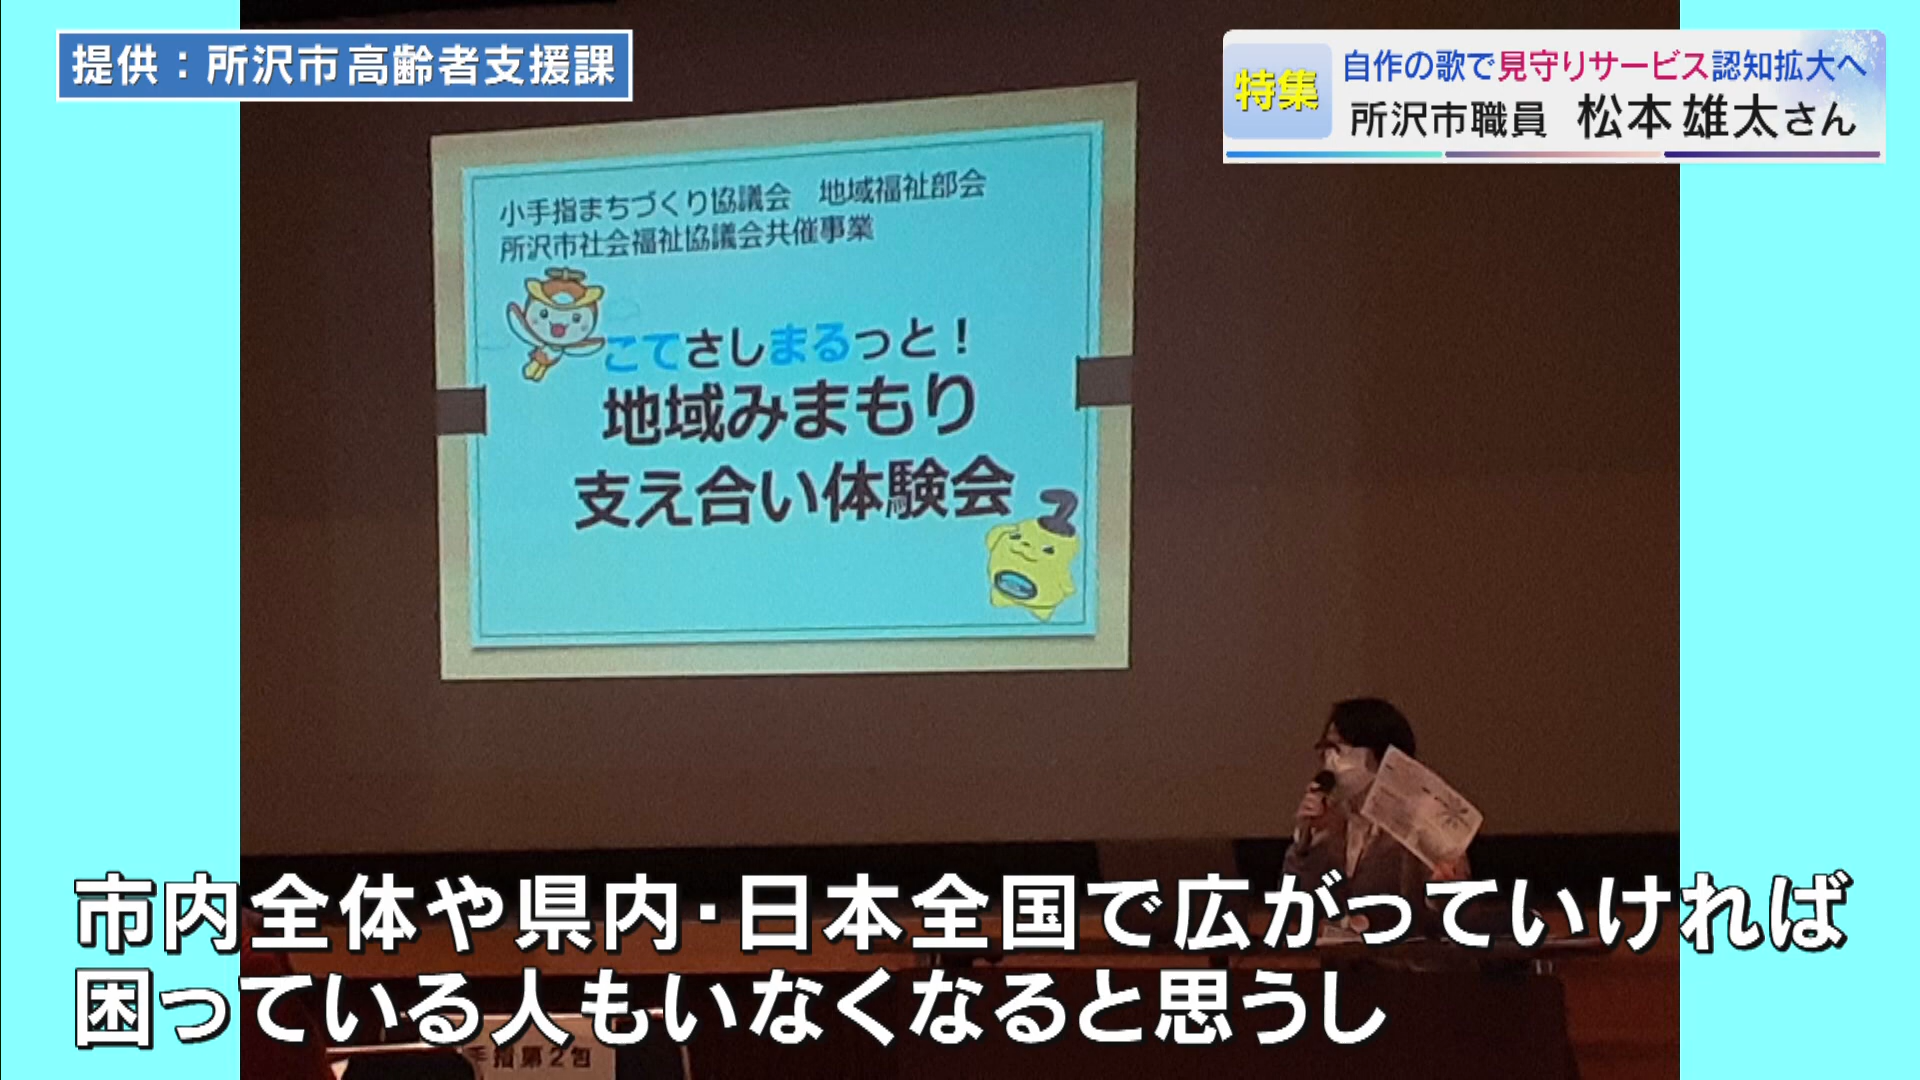 提供：所沢市高齢者支援課
特集
自作の歌で見守りサービス認知拡大へ
所沢市職員 松本雄太さん
小手指まちづくり協議会 地域福祉部会
所沢市社会福祉協議会共催事業
こてさしまるっと！
地域みまもり
支え合い体験会
市内全体や県内・日本全国で広がっていければ
困っている人もいなくなると思うし
手指第2包